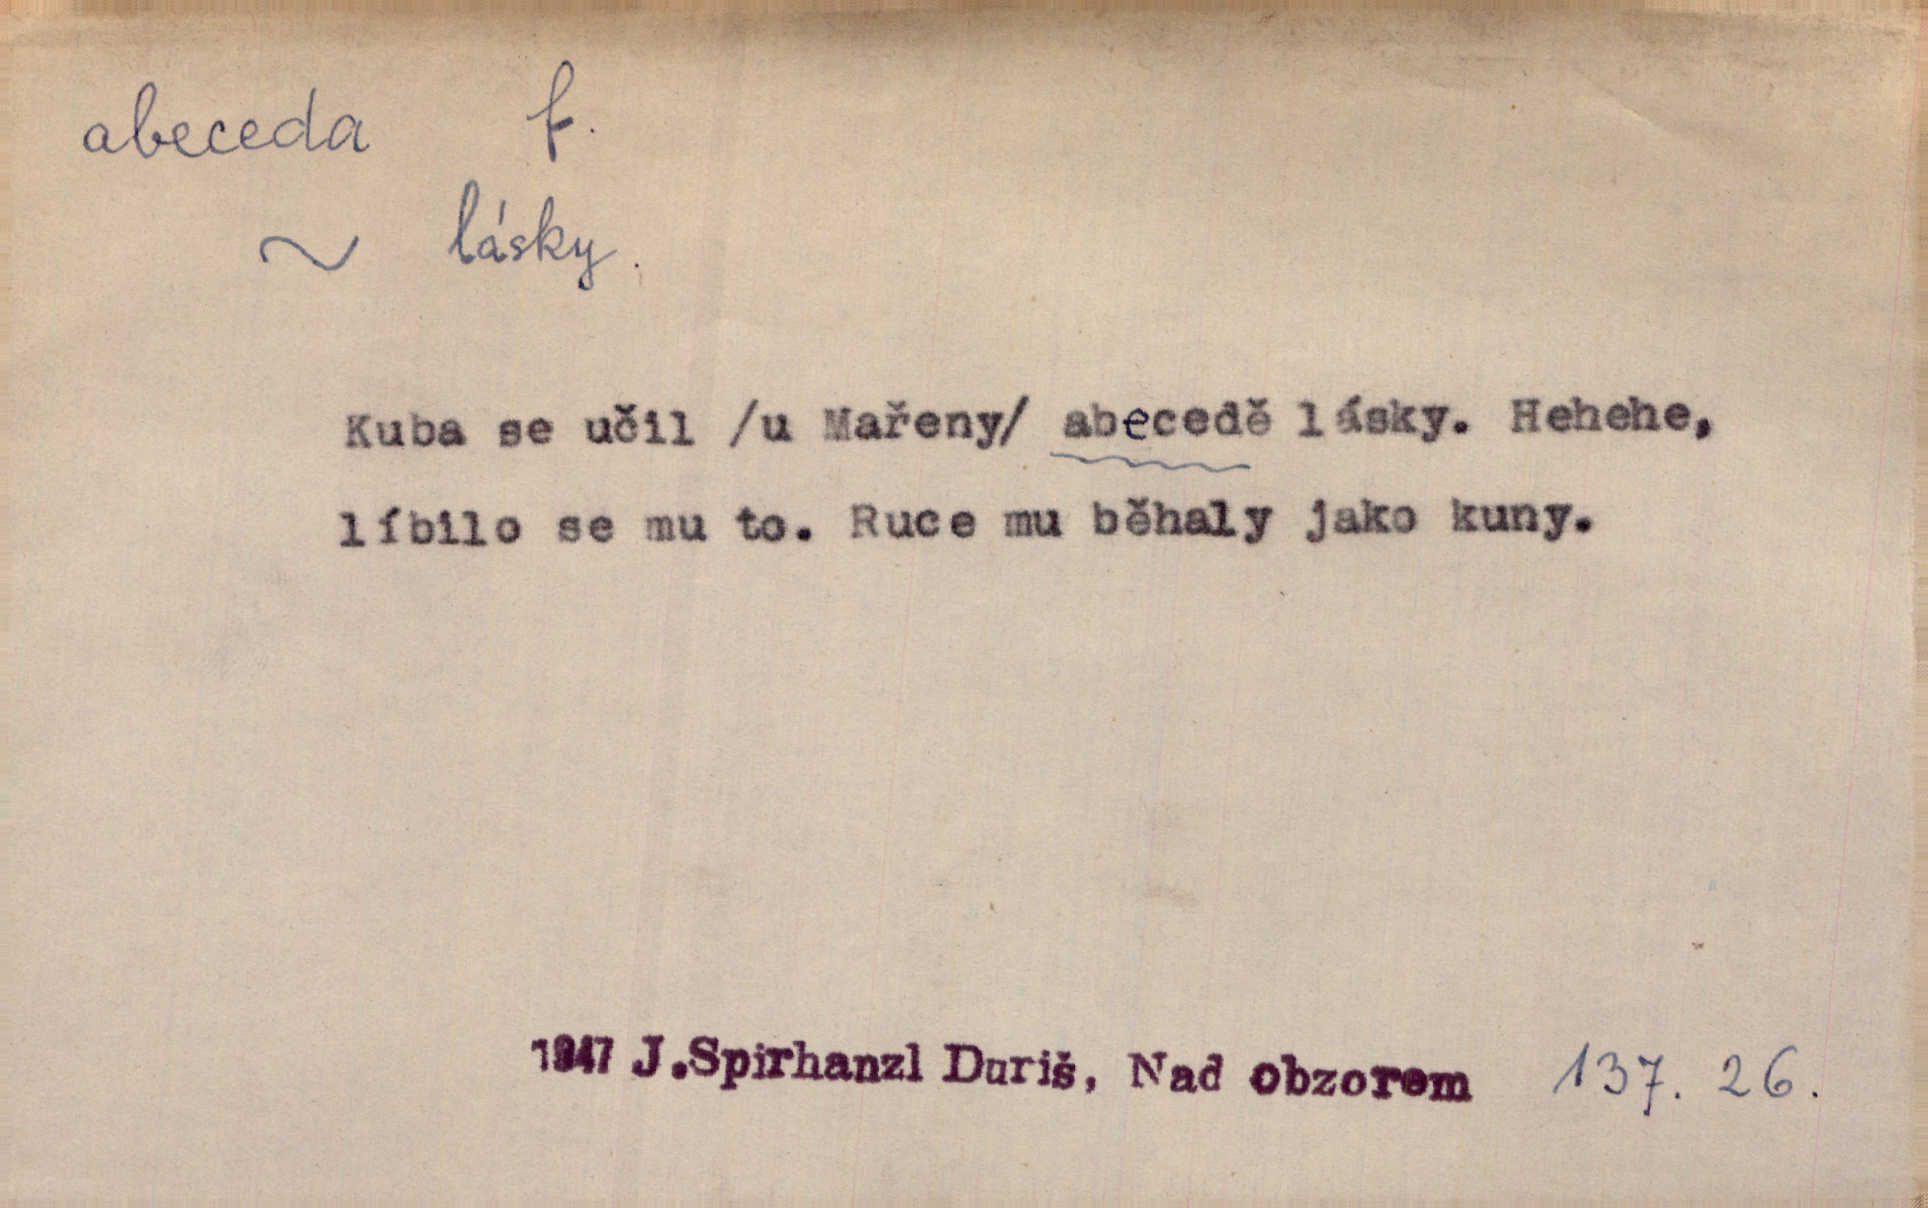 abeceda f.
~ lásky.
Kuba se učil /u Mařeny/ abecedě lásky. Hehehe,
líbilo se mu to. Ruce mu běhaly jako kuny.
1947 J.Spirhanzl Duriš, Nad obzorem 137. 26.